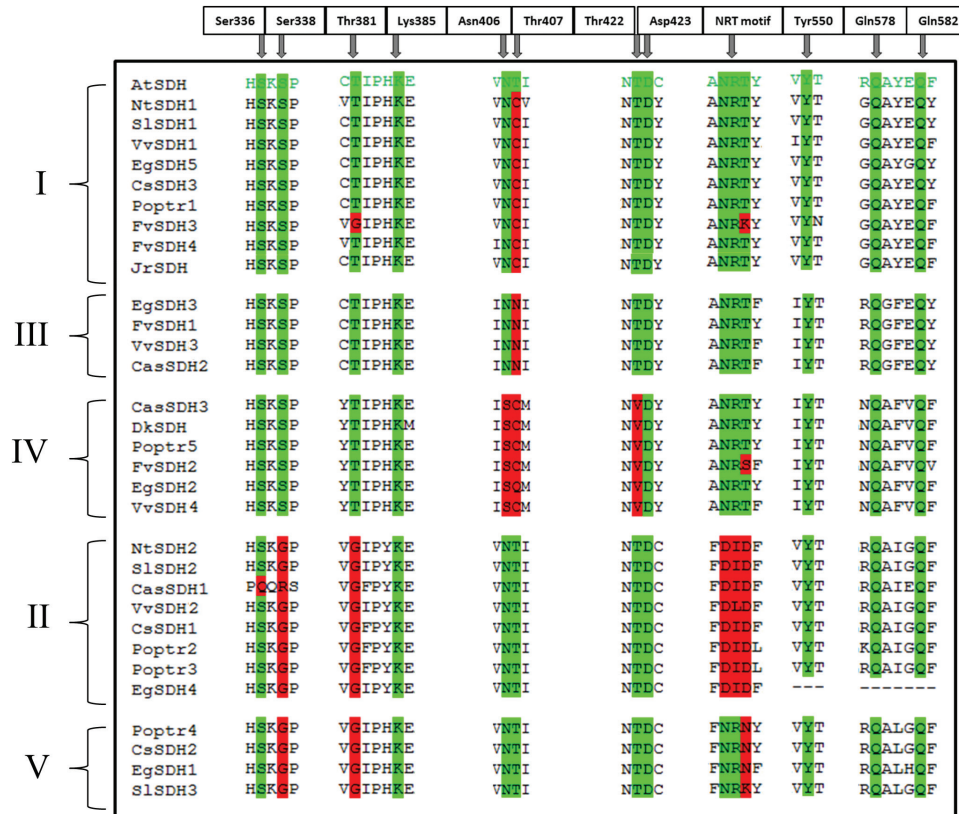 Ser336 Ser338 Thr381 Lys385 Asn406 Thr407 Thr422 Asp423 NRT motif Tyr550 Gln578 Gln582
I
AtSDH HSKSP CTIPHKE VNTI NTDC ANRTY VYT RQAYEQF
NtSDH1 HSKSP VTIPHKE VNCV NTDY ANRTY VYT GQAYEQY
SlSDH1 HSKSP VTIPHKE VNCI NTDY ANRTY VYT GQAYEQY
VvSDH1 HSKSP VTIPHKE VNCI NTDY ANRTY IYT GQAYEQF
EgSDH5 HSKSP VTIPHKE VNCI NTDY ANRTY VYT GQAYGQY
CsSDH3 HSKSP CTIPHKE VNCI NTDY ANRTY VYT GQAYEQY
Poptr1 HSKSP CTIPHKE VNCI NTDY ANRTY VYT GQAYEQF
FvSDH3 HSKSP VGIPHKE VNCI NTDY ANRKY VYN GQAYEQF
FvSDH4 HSKSP VTIPHKE INCI NTDY ANRTY VYT GQAYEQF
JrSDH HSKSP CTIPHKE VNCI NTDY ANRTY VYT GQAYEQF
III
EgSDH3 HSKSP CTIPHKE INNI NTDY ANRTF IYT RQGFEQY
FvSDH1 HSKSP CTIPHKE INNI NTDY ANRTY IYT RQGFEQY
VvSDH3 HSKSP CTIPHKE INNI NTDY ANRTF IYT RQGFEQY
CasSDH2 HSKSP CTIPHKE INNI NTDY ANRTF IYT RQGFEQF
IV
CasSDH3 HSKSP YTIPHKE ISCM NVDY ANRTY IYT NQAFVQF
DkSDH HSKSP YTIPHKM ISCM NVDY ANRTY IYT NQAFVQF
Poptr5 HSKSP YTIPHKE ISCM NVDY ANRTY IYT NQAFVQF
FvSDH2 HSKSP YTIPHKE ISCM NVDY ANRSF IYT NQAFVQV
EgSDH2 HSKSP YTIPHKE ISQM NVDY ANRTY IYT NQAFVQF
VvSDH4 HSKSP YTIPHKE ISCM NVDY ANRTF IYT NQAFVQF
II
NtSDH2 HSKGP VGIPYKE VNTI NTDC FDIDF VYT RQAIGQF
SlSDH2 HSKGP VGIPYKE VNTI NTDC FDIDF VYT RQAIGQF
CasSDH1 PQQRS VGFPYKE VNTI NTDC FDIDF VYT RQAIEQF
VvSDH2 HSKGP VGIPYKE VNTI NTDC FDLDF VYT RQAIGQF
CsSDH1 HSKGP VGFPYKE VNTI NTDC FDIDF VYT RQAIGQF
Poptr2 HSKGP VGFPYKE VNTI NTDC FDIDL VYT KQAIGQF
Poptr3 HSKGP VGFPYKE VNTI NTDC FDIDL VYT RQAIGQF
EgSDH4 HSKGP VGIPYKE VNTI NTDC FDIDF --- -------
V
Poptr4 HSKGP VGIPHKE VNTI NTDC FNRNY VYT RQALGQF
CsSDH2 HSKGP VGIPHKE VNTI NTDC FNRNY VYT RQALGQF
EgSDH1 HSKGP VGIPHKE VNTI NTDC FNRNF VYT RQALHQF
SlSDH3 HSKGP VGIPHKE VNTI NTDC FNRKY VYT RQALGQF